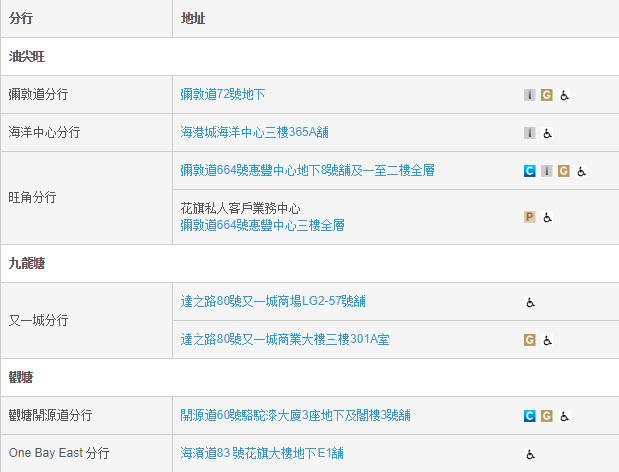 分行 地址
油尖旺
彌敦道分行 彌敦道72號地下 i G
海洋中心分行 海港城海洋中心三樓365A舖 i
旺角分行
彌敦道664號惠豐中心地下8號舖及一至二樓全層 C i G
花旗私人客戶業務中心
彌敦道664號惠豐中心三樓全層 P
九龍塘
又一城分行
達之路80號又一城商場LG2-57號舖
達之路80號又一城商業大樓三樓301A室 G
觀塘
觀塘開源道分行 開源道60號駱駝漆大廈3座地下及閣樓3號舖 C G
One Bay East 分行 海濱道83 號花旗大樓地下E1舖